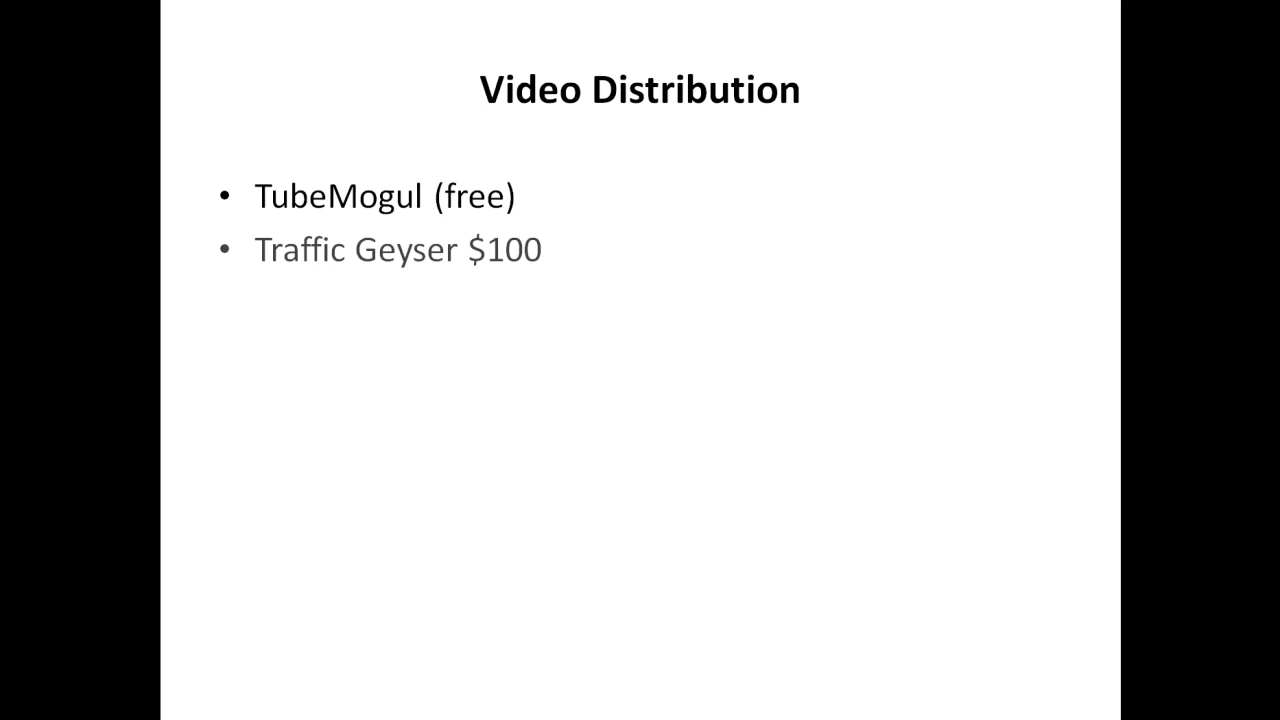 Video Distribution
• TubeMogul (free)
• Traffic Geyser $100